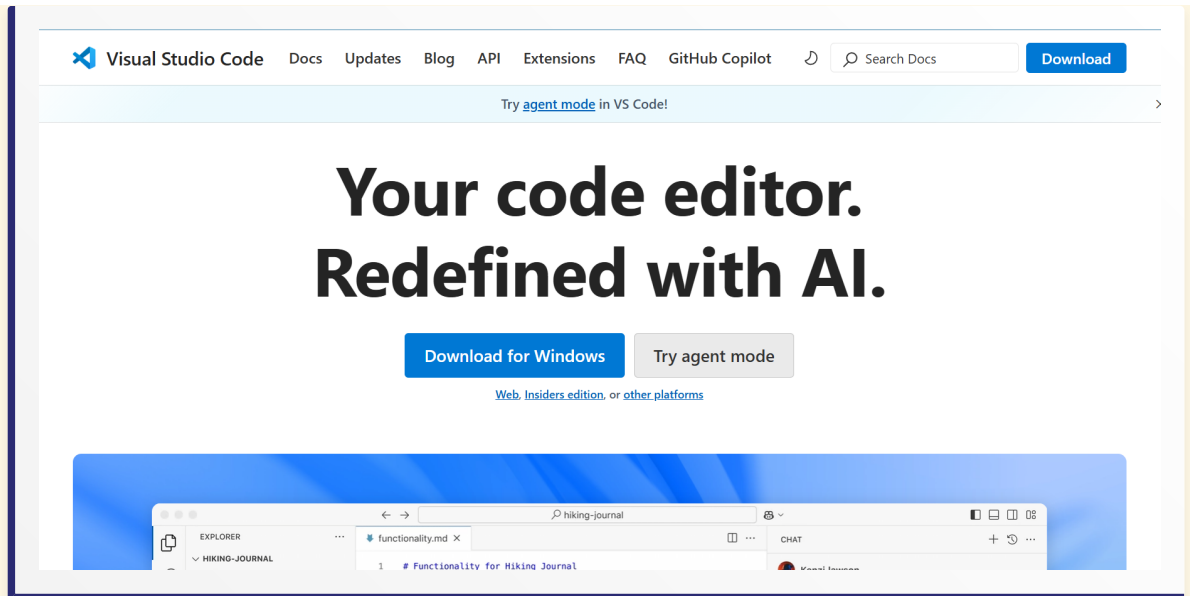 Visual Studio Code Docs Updates Blog API Extensions FAQ GitHub Copilot Search Docs Download
Try agent mode in VS Code!
Your code editor.
Redefined with AI.
Download for Windows Try agent mode
Web, Insiders edition, or other platforms
hiking-journal
EXPLORER ··· functionality.md CHAT
HIKING-JOURNAL 1 # Functionality for Hiking Journal
Kenzi Lawson